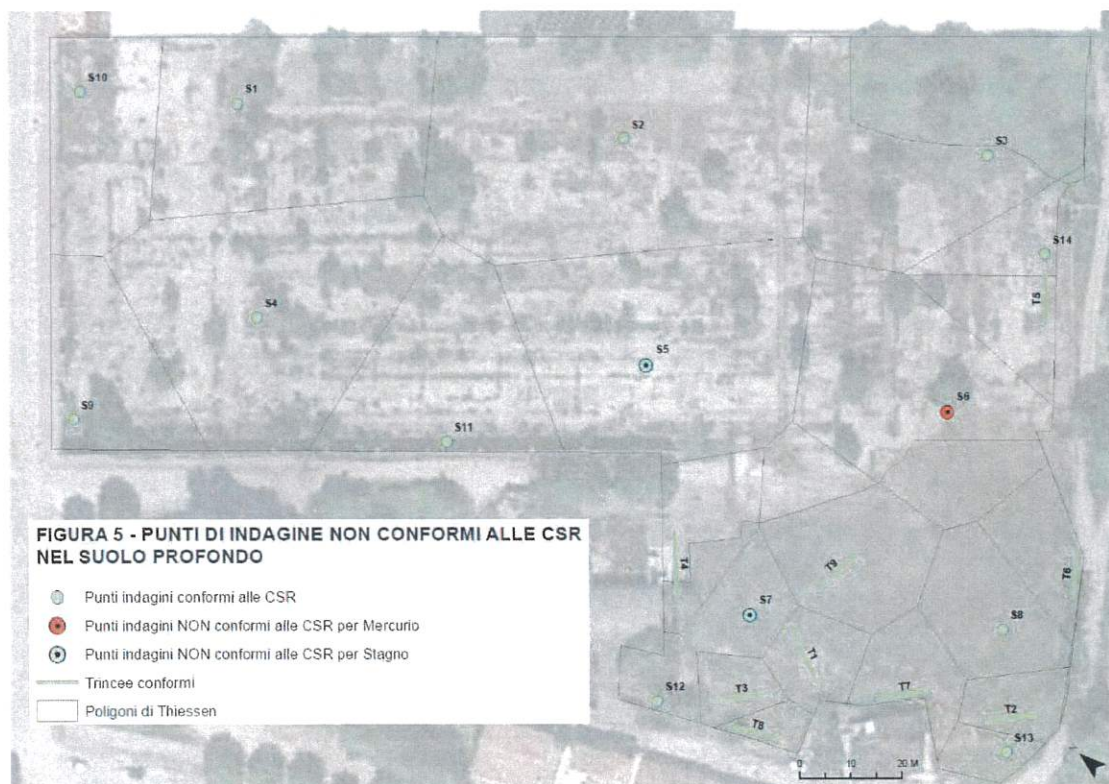 S10
S1
S2
S3
S14
T5
S4
S5
S6
S9
S11
FIGURA 5 - PUNTI DI INDAGINE NON CONFORMI ALLE CSR
NEL SUOLO PROFONDO
Punti indagini conformi alle CSR
Punti indagini NON conformi alle CSR per Mercurio
Punti indagini NON conformi alle CSR per Stagno
Trincee conformi
Poligoni di Thiessen
T4
T9
T6
S7
S8
T1
S12
T3
T7
T8
T2
S13
0 10 20 M